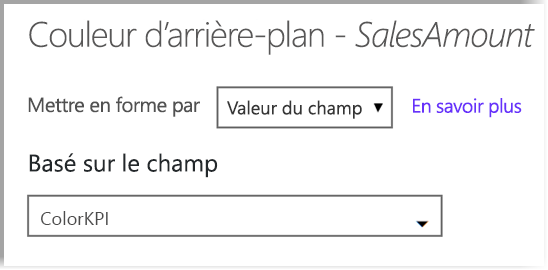 Couleur d’arrière-plan - SalesAmount
Mettre en forme par Valeur du champ En savoir plus
Basé sur le champ
ColorKPI